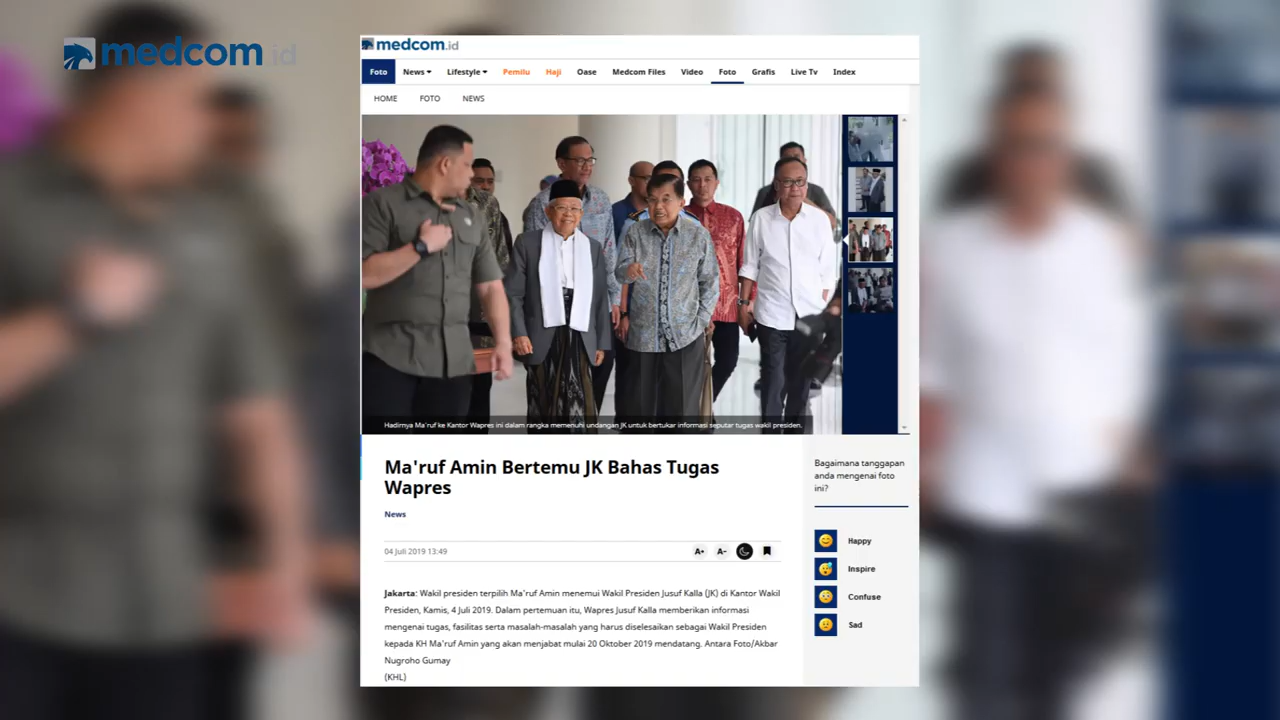 medcom.id
medcom.id
Foto News Lifestyle Pemilu Haji Oase Medcom Files Video Foto Grafis Live Tv Index
HOME FOTO NEWS
Hadirnya Ma'ruf ke Kantor Wapres ini dalam rangka memenuhi undangan JK untuk bertukar informasi seputar tugas wakil presiden.
Ma'ruf Amin Bertemu JK Bahas Tugas
Wapres
News
04 Juli 2019 13:49
A+ A-
Jakarta: Wakil presiden terpilih Ma'ruf Amin menemui Wakil Presiden Jusuf Kalla (JK) di Kantor Wakil
Presiden, Kamis, 4 Juli 2019. Dalam pertemuan itu, Wapres Jusuf Kalla memberikan informasi
mengenai tugas, fasilitas serta masalah-masalah yang harus diselesaikan sebagai Wakil Presiden
kepada KH Ma'ruf Amin yang akan menjabat mulai 20 Oktober 2019 mendatang. Antara Foto/Akbar
Nugroho Gumay
(KHL)
Bagaimana tanggapan
anda mengenai foto
ini?
Happy
Inspire
Confuse
Sad